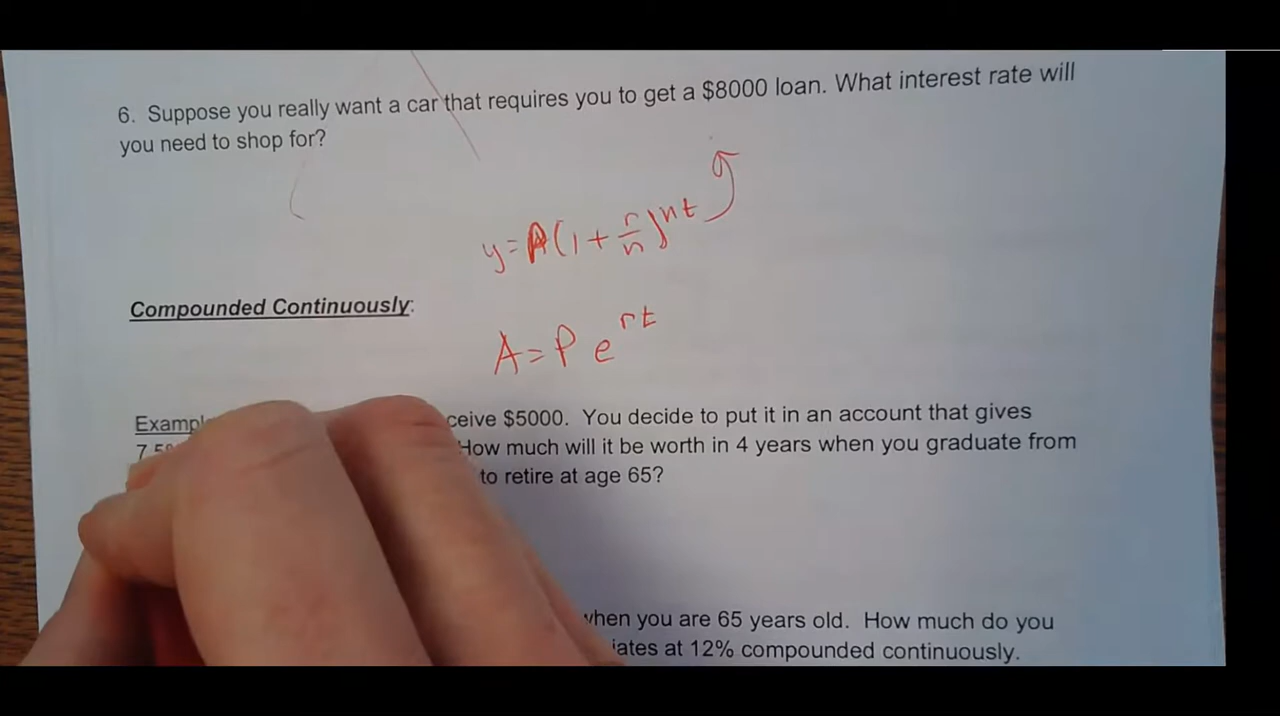 6. Suppose you really want a car that requires you to get a $8000 loan. What interest rate will
you need to shop for?
y=A(1+r/n)^nt
Compounded Continuously:
A=Pe^rt
ceive $5000. You decide to put it in an account that gives
How much will it be worth in 4 years when you graduate from
to retire at age 65?
when you are 65 years old. How much do you
iates at 12% compounded continuously.